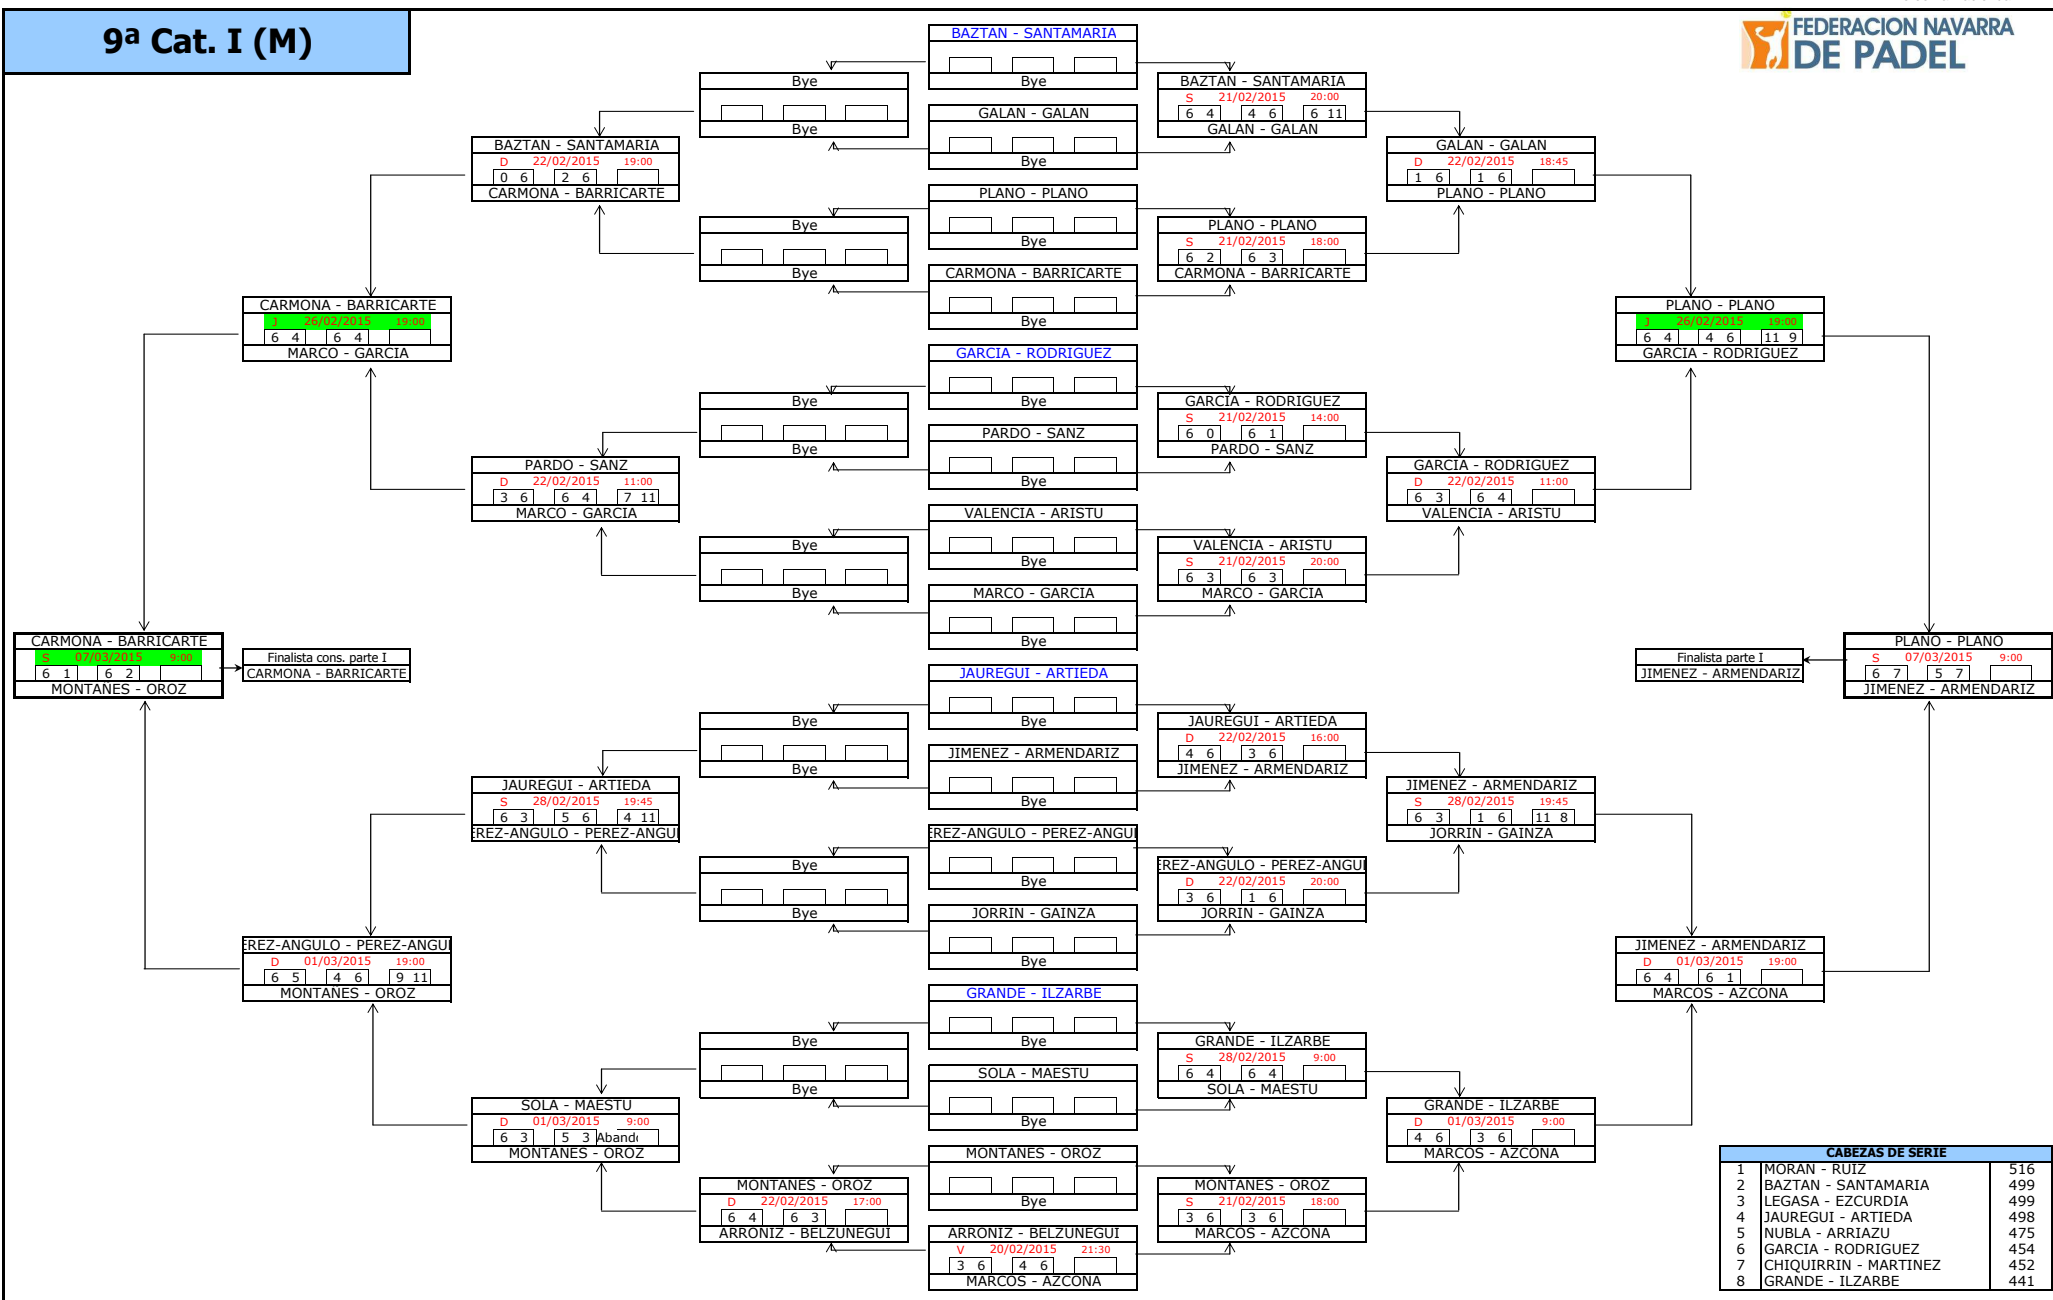 9ª Cat. I (M)
FEDERACION NAVARRA
DE PADEL
BAZTAN - SANTAMARIA
Bye
GALAN - GALAN
Bye
PLANO - PLANO
Bye
CARMONA - BARRICARTE
Bye
GARCIA - RODRIGUEZ
Bye
PARDO - SANZ
Bye
VALENCIA - ARISTU
Bye
MARCO - GARCIA
Bye
JAUREGUI - ARTIEDA
Bye
JIMENEZ - ARMENDARIZ
Bye
EREZ-ANGULO - PEREZ-ANGUL
Bye
JORRIN - GAINZA
Bye
GRANDE - ILZARBE
Bye
SOLA - MAESTU
Bye
MONTAÑES - OROZ
Bye
ARRONIZ - BELZUNEGUI
V 20/02/2015 21:30
3 6 4 6
MARCOS - AZCONA
Bye
Bye
Bye
Bye
Bye
Bye
Bye
Bye
Bye
Bye
Bye
Bye
Bye
Bye
MONTAÑES - OROZ
D 22/02/2015 17:00
6 4 6 3
ARRONIZ - BELZUNEGUI
BAZTAN - SANTAMARIA
D 22/02/2015 19:00
0 6 2 6
CARMONA - BARRICARTE
PARDO - SANZ
D 22/02/2015 11:00
3 6 6 4 7 11
MARCO - GARCIA
JAUREGUI - ARTIEDA
S 28/02/2015 19:45
6 3 5 6 4 11
EREZ-ANGULO - PEREZ-ANGUL
SOLA - MAESTU
D 01/03/2015 9:00
6 3 5 3 Aband
MONTAÑES - OROZ
CARMONA - BARRICARTE
J 26/02/2015 19:00
6 4 6 4
MARCO - GARCIA
EREZ-ANGULO - PEREZ-ANGUL
D 01/03/2015 19:00
6 5 4 6 9 11
MONTAÑES - OROZ
CARMONA - BARRICARTE
S 07/03/2015 9:00
6 1 6 2
MONTAÑES - OROZ
Finalista cons. parte I
CARMONA - BARRICARTE
BAZTAN - SANTAMARIA
S 21/02/2015 20:00
6 4 4 6 6 11
GALAN - GALAN
PLANO - PLANO
S 21/02/2015 18:00
6 2 6 3
CARMONA - BARRICARTE
GARCIA - RODRIGUEZ
S 21/02/2015 14:00
6 0 6 1
PARDO - SANZ
VALENCIA - ARISTU
S 21/02/2015 20:00
6 3 6 3
MARCO - GARCIA
JAUREGUI - ARTIEDA
D 22/02/2015 16:00
4 6 3 6
JIMENEZ - ARMENDARIZ
EREZ-ANGULO - PEREZ-ANGUL
D 22/02/2015 20:00
3 6 1 6
JORRIN - GAINZA
GRANDE - ILZARBE
S 28/02/2015 9:00
6 4 6 4
SOLA - MAESTU
MONTAÑES - OROZ
S 21/02/2015 18:00
3 6 3 6
MARCOS - AZCONA
GALAN - GALAN
D 22/02/2015 18:45
1 6 1 6
PLANO - PLANO
GARCIA - RODRIGUEZ
D 22/02/2015 11:00
6 3 6 4
VALENCIA - ARISTU
JIMENEZ - ARMENDARIZ
S 28/02/2015 19:45
6 3 1 6 11 8
JORRIN - GAINZA
GRANDE - ILZARBE
D 01/03/2015 9:00
4 6 3 6
MARCOS - AZCONA
PLANO - PLANO
J 26/02/2015 19:00
6 4 4 6 11 9
GARCIA - RODRIGUEZ
JIMENEZ - ARMENDARIZ
D 01/03/2015 19:00
6 4 6 1
MARCOS - AZCONA
Finalista parte I
JIMENEZ - ARMENDARIZ
PLANO - PLANO
S 07/03/2015 9:00
6 7 5 7
JIMENEZ - ARMENDARIZ
CABEZAS DE SERIE
1 MORAN - RUIZ 516
2 BAZTAN - SANTAMARIA 499
3 LEGASA - EZCURDIA 499
4 JAUREGUI - ARTIEDA 498
5 NUBLA - ARRIAZU 475
6 GARCIA - RODRIGUEZ 454
7 CHIQUIRRIN - MARTINEZ 452
8 GRANDE - ILZARBE 441